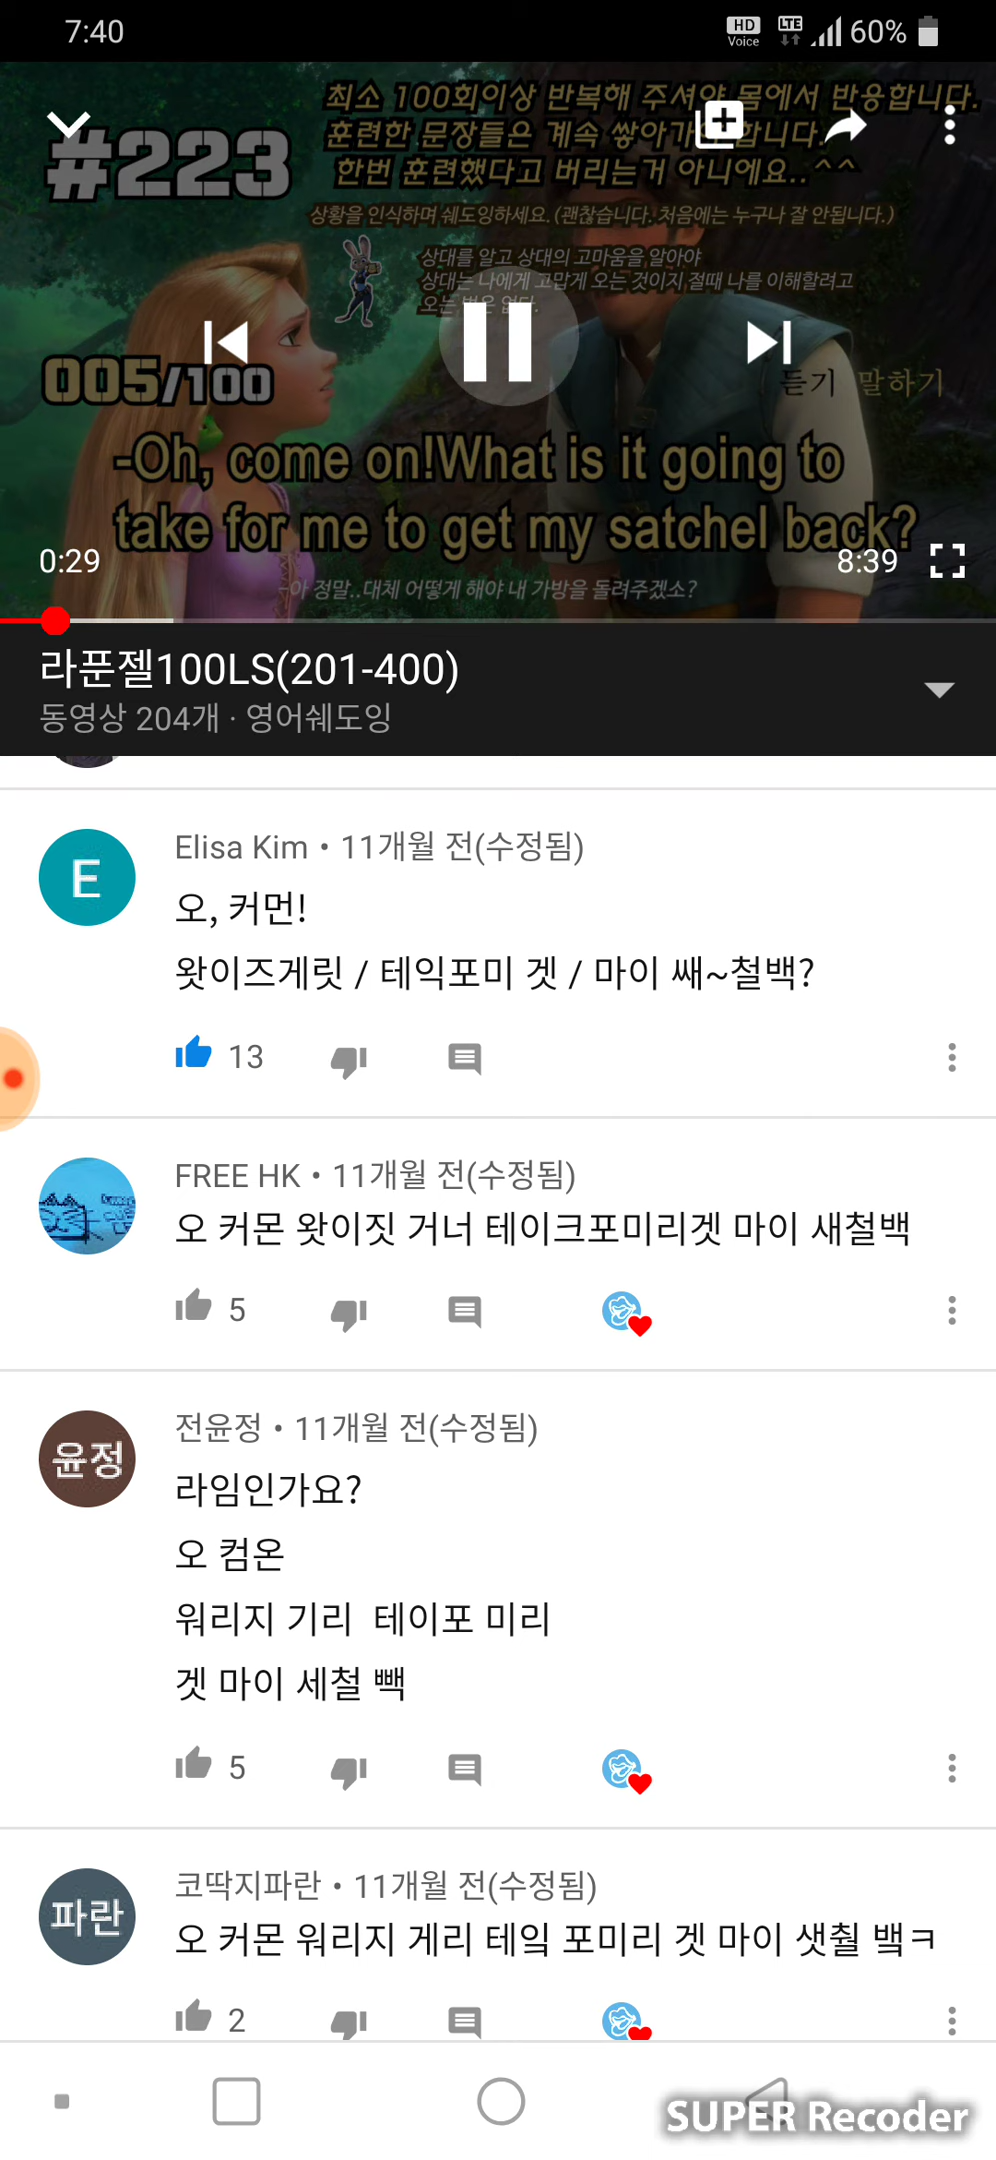 7:40
HD Voice LTE 60%
최소 100회이상 반복해 주셔야 몸에서 반응합니다.
#223
훈련한 문장들은 계속 쌓아가 합니다.
한번 훈련했다고 버리는거 아니에요..^^
상황을 인식하며 쉐도잉하세요.(괜찮습니다. 처음에는 누구나 잘 안됩니다.)
상대를 알고 상대의 고마움을 알아야
상대는 나에게 고맙게 오는 것이지 절때 나를 이해할려고
오는 없다.
005/100
듣기 말하기
-Oh, come on!What is it going to
take for me to get my satchel back?
0:29
8:39
-아 정말..대체 어떻게 해야 내 가방을 돌려주겠소?
라푼젤100LS(201-400)
동영상 204개 · 영어쉐도잉
E
Elisa Kim • 11개월 전(수정됨)
오, 커먼!
왓이즈게릿 / 테익포미 겟 / 마이 쌔~철백?
13
FREE HK • 11개월 전(수정됨)
오 커몬 왓이짓 거너 테이크포미리겟 마이 새철백
5
윤정
전윤정 • 11개월 전(수정됨)
라임인가요?
오 컴온
워리지 기리 테이포 미리
겟 마이 세철 빽
5
파란
코딱지파란 • 11개월 전(수정됨)
오 커몬 워리지 게리 테잌 포미리 겟 마이 샛췰 백ㅋ
2
SUPER Recoder